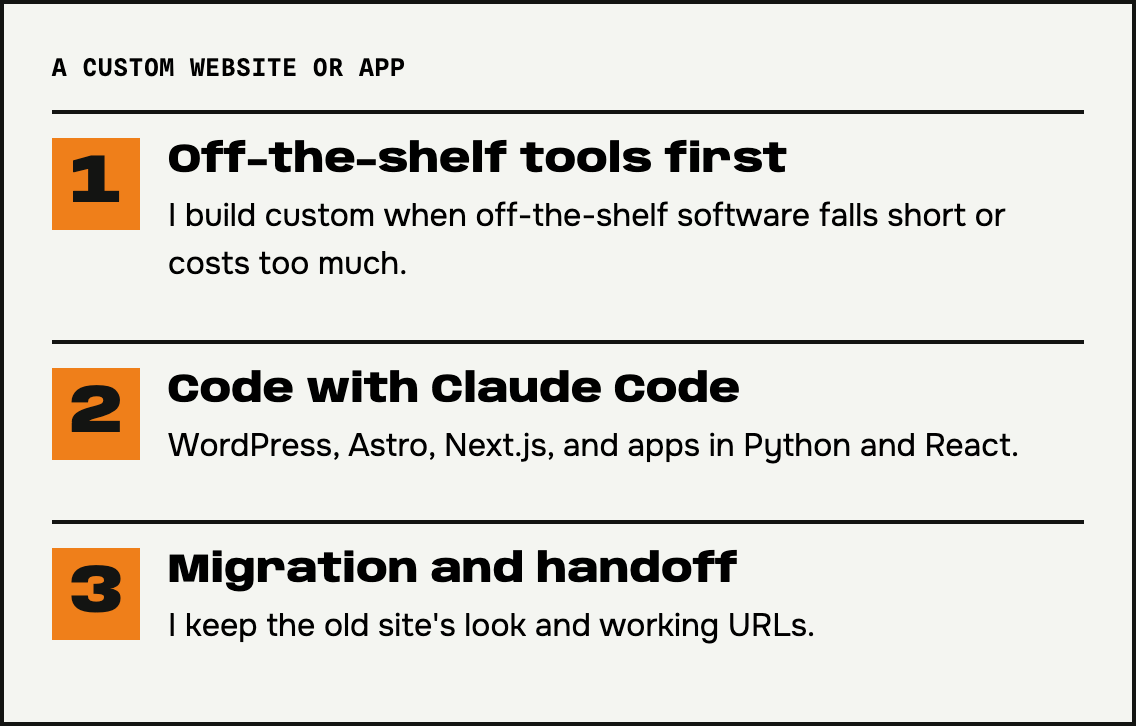 A CUSTOM WEBSITE OR APP
1
Off-the-shelf tools first
I build custom when off-the-shelf software falls short or
costs too much.
2
Code with Claude Code
WordPress, Astro, Next.js, and apps in Python and React.
3
Migration and handoff
I keep the old site's look and working URLs.